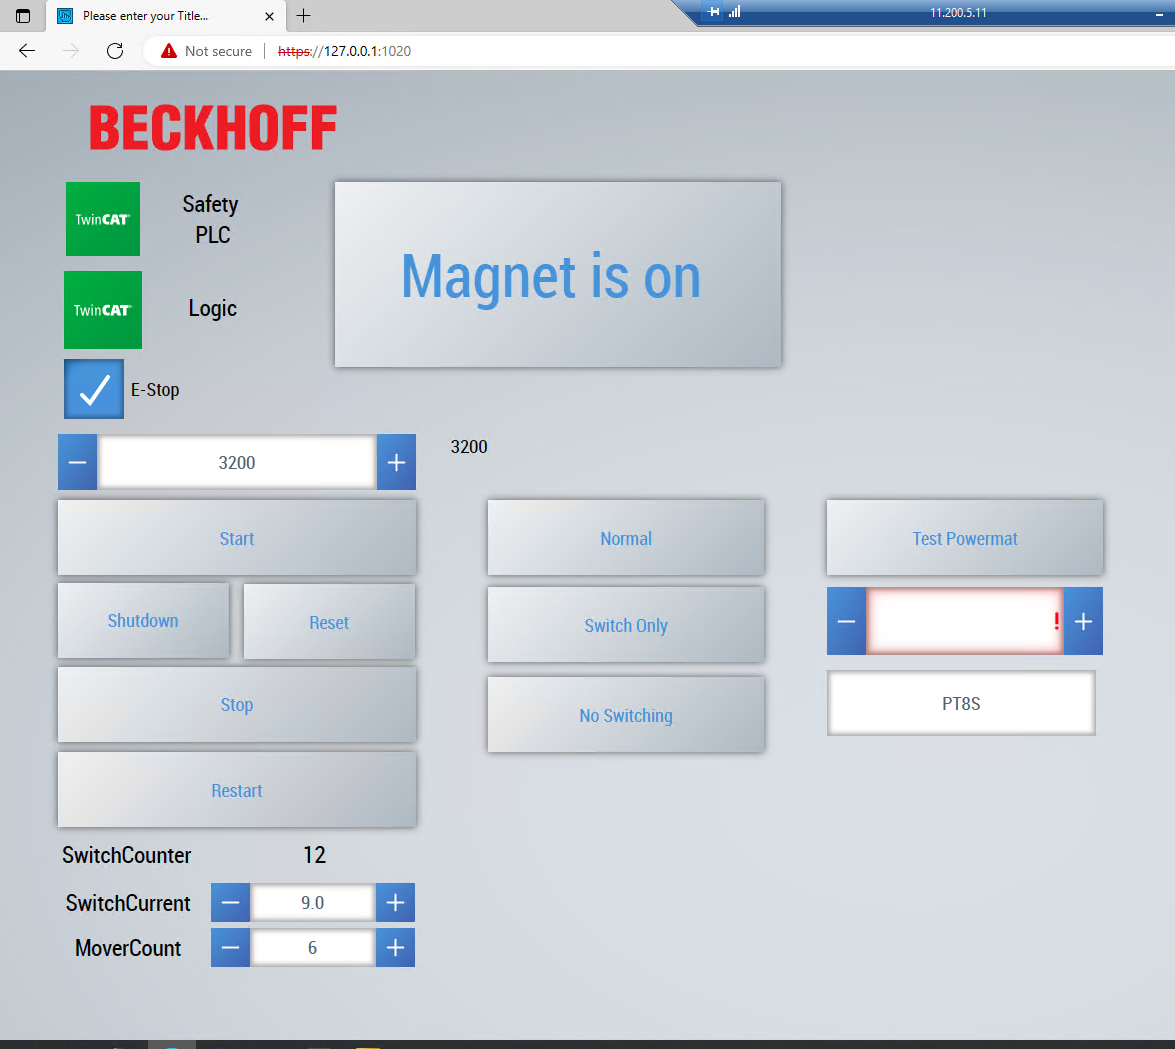 Please enter your Title...
11.200.5.11
Not secure
https://127.0.0.1:1020
BECKHOFF
TwinCAT®
Safety
PLC
Magnet is on
TwinCAT®
Logic
E-Stop
3200
3200
Start
Normal
Test Powermat
Shutdown
Reset
Switch Only
!
Stop
No Switching
PT8S
Restart
SwitchCounter 12
SwitchCurrent 9.0
MoverCount 6